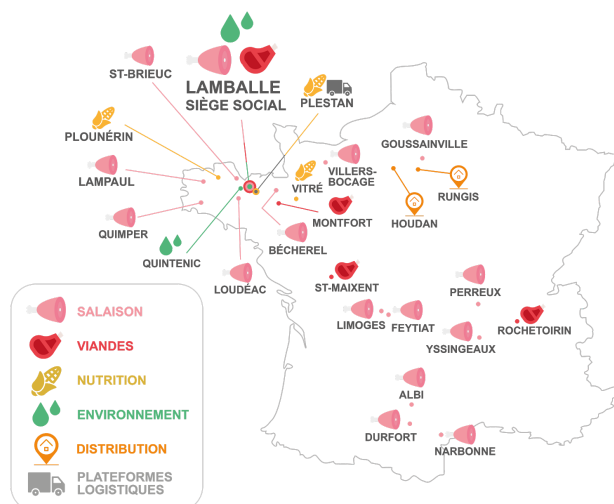 ST-BRIEUC
LAMBALLE
SIÈGE SOCIAL
PLESTAN
PLOUNÉRIN
GOUSSAINVILLE
LAMPAUL
VILLERS-
BOCAGE
VITRÉ
RUNGIS
HOUDAN
MONTFORT
QUIMPER
BÉCHEREL
QUINTENIC
LOUDÉAC
ST-MAIXENT
PERREUX
LIMOGES
FEYTIAT
ROCHETOIRIN
YSSINGEAUX
ALBI
DURFORT
NARBONNE
SALAISON
VIANDES
NUTRITION
ENVIRONNEMENT
DISTRIBUTION
PLATEFORMES
LOGISTIQUES